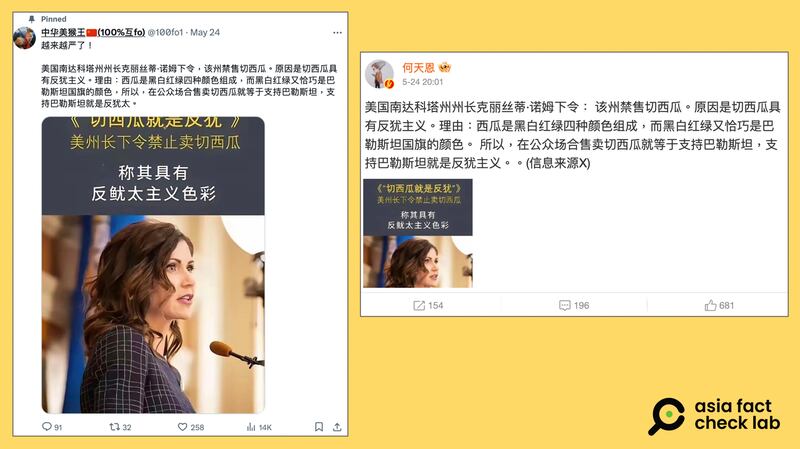 Pinned
中华美猴王🇨🇳(100%互fo) @100fo1 · May 24
越来越严了！
美国南达科塔州州长克丽丝蒂·诺姆下令，该州禁售切西瓜。原因是切西瓜具
有反犹主义。理由：西瓜是黑白红绿四种颜色组成，而黑白红绿又恰巧是巴
勒斯坦国旗的颜色，所以，在公众场合售卖切西瓜就等于支持巴勒斯坦，支
持巴勒斯坦就是反犹太。
“切西瓜就是反犹”》
美州长下令禁止卖切西瓜
称其具有
反鱿太主义色彩
91
32
258
14K
何天恩
5-24 20:01
美国南达科塔州州长克丽丝蒂·诺姆下令： 该州禁售切西瓜。原因是切西瓜具
有反犹主义。理由：西瓜是黑白红绿四种颜色组成，而黑白红绿又恰巧是巴
勒斯坦国旗的颜色。 所以，在公众场合售卖切西瓜就等于支持巴勒斯坦，支
持巴勒斯坦就是反犹主义。。(信息来源X)
《“切西瓜就是反犹”》
美州长下令禁止卖切西瓜
称其具有
反鱿太主义色彩
154
196
681
asia fact
check lab